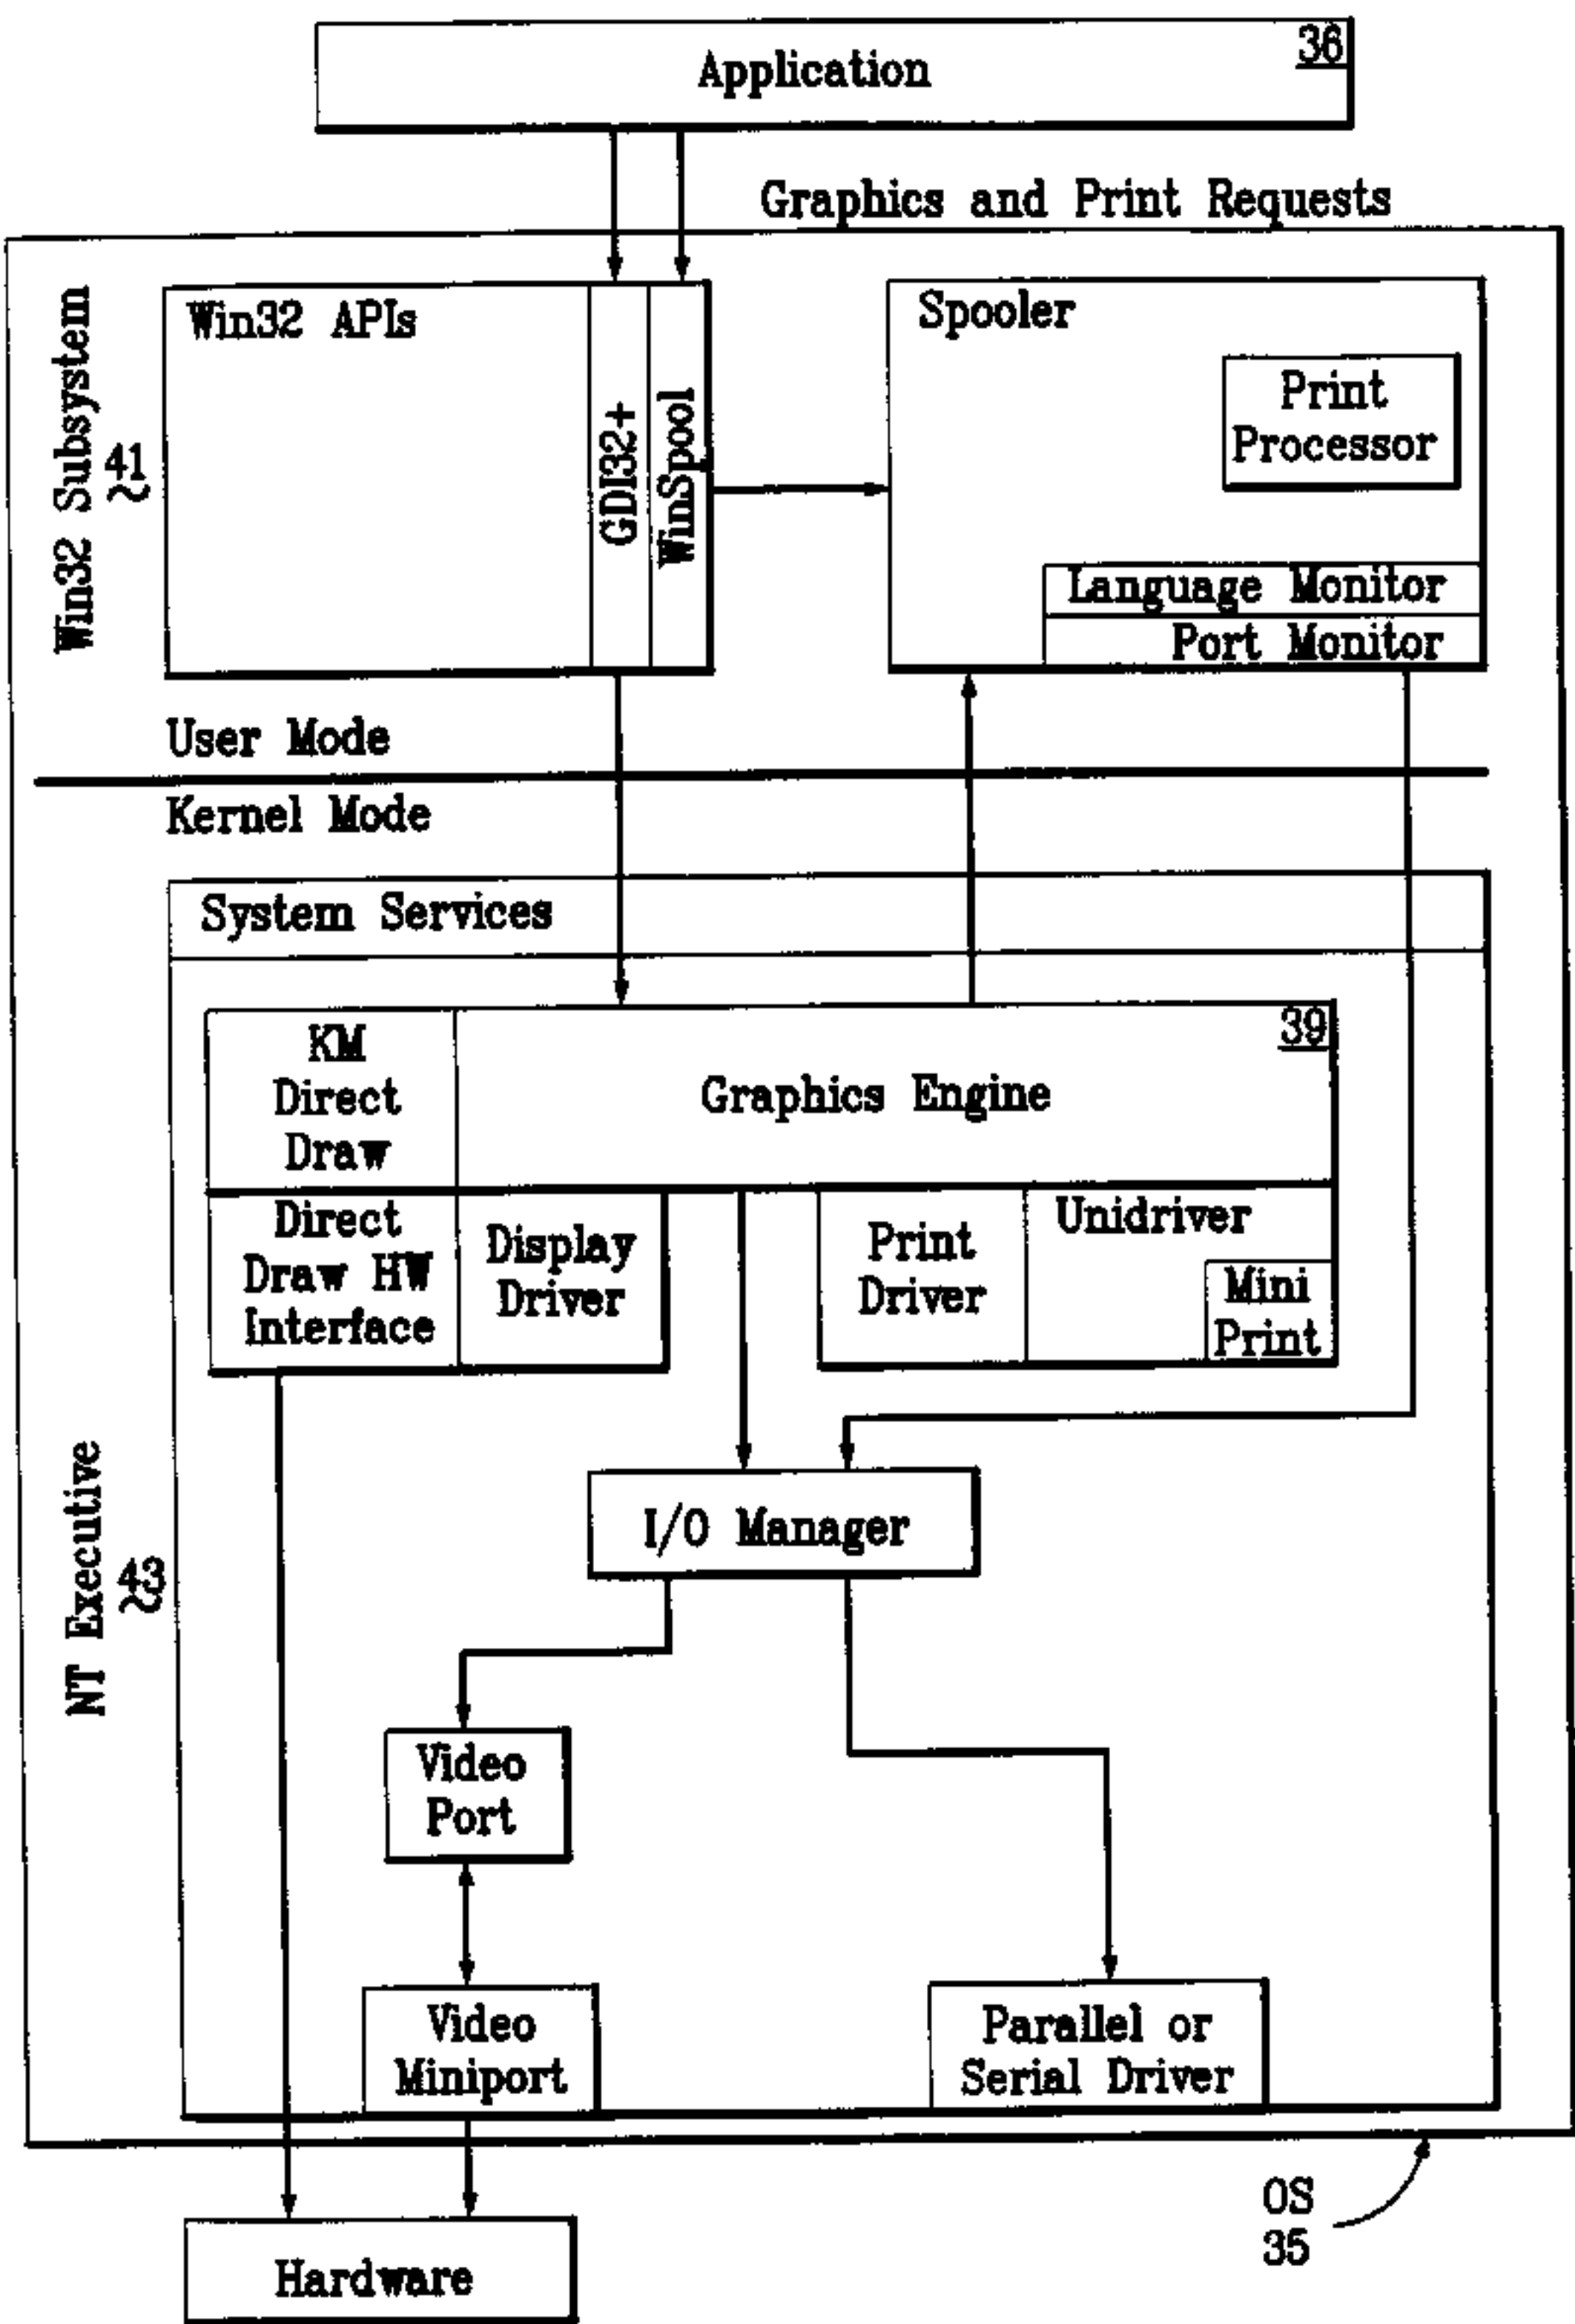 Application
36
Graphics and Print Requests
Win32 Subsystem
41
Win32 APIs
GDI32+
WinSpool
Spooler
Print
Processor
Language Monitor
Port Monitor
User Mode
Kernel Mode
NT Executive
43
System Services
KM
Direct
Draw
Graphics Engine
39
Direct
Draw HW
Interface
Display
Driver
Print
Driver
Unidriver
Mini
Print
I/O Manager
Video
Port
Video
Miniport
Parallel or
Serial Driver
OS
35
Hardware